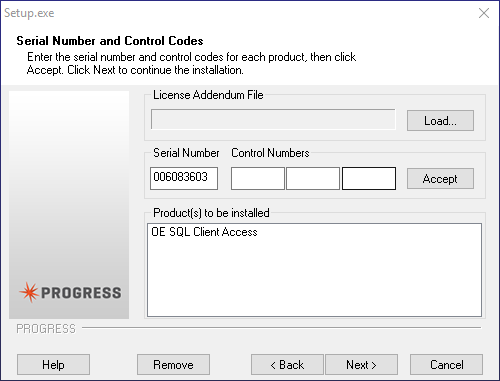 Setup.exe
Serial Number and Control Codes
Enter the serial number and control codes for each product, then click
Accept. Click Next to continue the installation.
License Addendum File
Load...
Serial Number Control Numbers
006083603
Accept
Product(s) to be installed
OE SQL Client Access
PROGRESS
PROGRESS
Help Remove < Back Next > Cancel